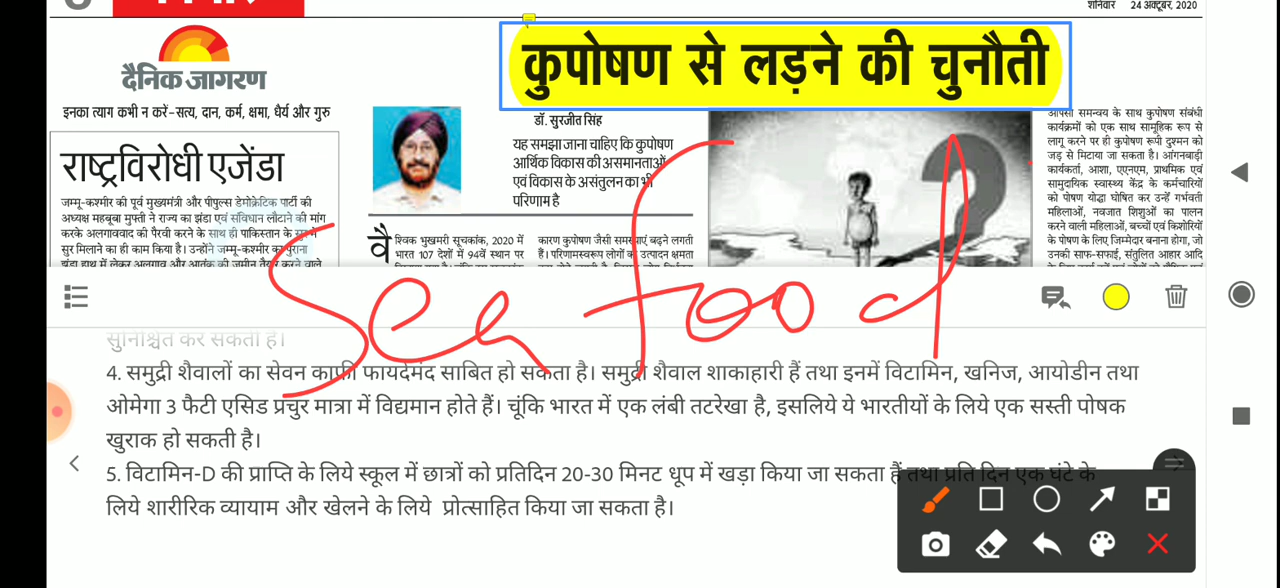 शनिवार 24 अक्टूबर, 2020
दैनिक जागरण
इनका त्याग कभी न करें-सत्य, दान, कर्म, क्षमा, धैर्य और गुरु
राष्ट्रविरोधी एजेंडा
जम्मू-कश्मीर की पूर्व मुख्यमंत्री और पीपुल्स डेमोक्रेटिक पार्टी की
अध्यक्ष महबूबा मुफ्ती ने राज्य का झंडा एवं संविधान लौटाने की मांग
करके अलगाववाद की पैरवी करने के साथ ही पाकिस्तान के सुर में
सुर मिलाने का ही काम किया है। उन्होंने जम्मू-कश्मीर का पुराना
झंडा हाथ में लेकर अलगाव और आतंक की जमीन तैयार करने वाले
कुपोषण से लड़ने की चुनौती
डॉ. सुरजीत सिंह
यह समझा जाना चाहिए कि कुपोषण
आर्थिक विकास की असमानताओं
एवं विकास के असंतुलन का भी
परिणाम है
वैश्विक भुखमरी सूचकांक, 2020 में
भारत 107 देशों में 94वें स्थान पर
कारण कुपोषण जैसी समस्याएं बढ़ने लगती
हैं। परिणामस्वरूप लोगों का उत्पादन क्षमता
आपसी समन्वय के साथ कुपोषण संबंधी
कार्यक्रमों को एक साथ सामूहिक रूप से
लागू करने पर ही कुपोषण रूपी दुश्मन को
जड़ से मिटाया जा सकता है। आंगनबाड़ी
कार्यकर्ता, आशा, एएनएम, प्राथमिक एवं
सामुदायिक स्वास्थ्य केंद्र के कर्मचारियों
को पोषण योद्धा घोषित कर उन्हें गर्भवती
महिलाओं, नवजात शिशुओं का पालन
करने वाली महिलाओं, बच्चों एवं किशोरियों
के पोषण के लिए जिम्मेदार बनाना होगा, जो
उनकी साफ-सफाई, संतुलित आहार आदि
Sea food
सुनिश्चित कर सकती है।
4. समुद्री शैवालों का सेवन काफी फायदेमंद साबित हो सकता है। समुद्री शैवाल शाकाहारी हैं तथा इनमें विटामिन, खनिज, आयोडीन तथा
ओमेगा 3 फैटी एसिड प्रचुर मात्रा में विद्यमान होते हैं। चूंकि भारत में एक लंबी तटरेखा है, इसलिये ये भारतीयों के लिये एक सस्ती पोषक
खुराक हो सकती है।
5. विटामिन-D की प्राप्ति के लिये स्कूल में छात्रों को प्रतिदिन 20-30 मिनट धूप में खड़ा किया जा सकता हैं तथा प्रति दिन एक घंटे के
लिये शारीरिक व्यायाम और खेलने के लिये प्रोत्साहित किया जा सकता है।